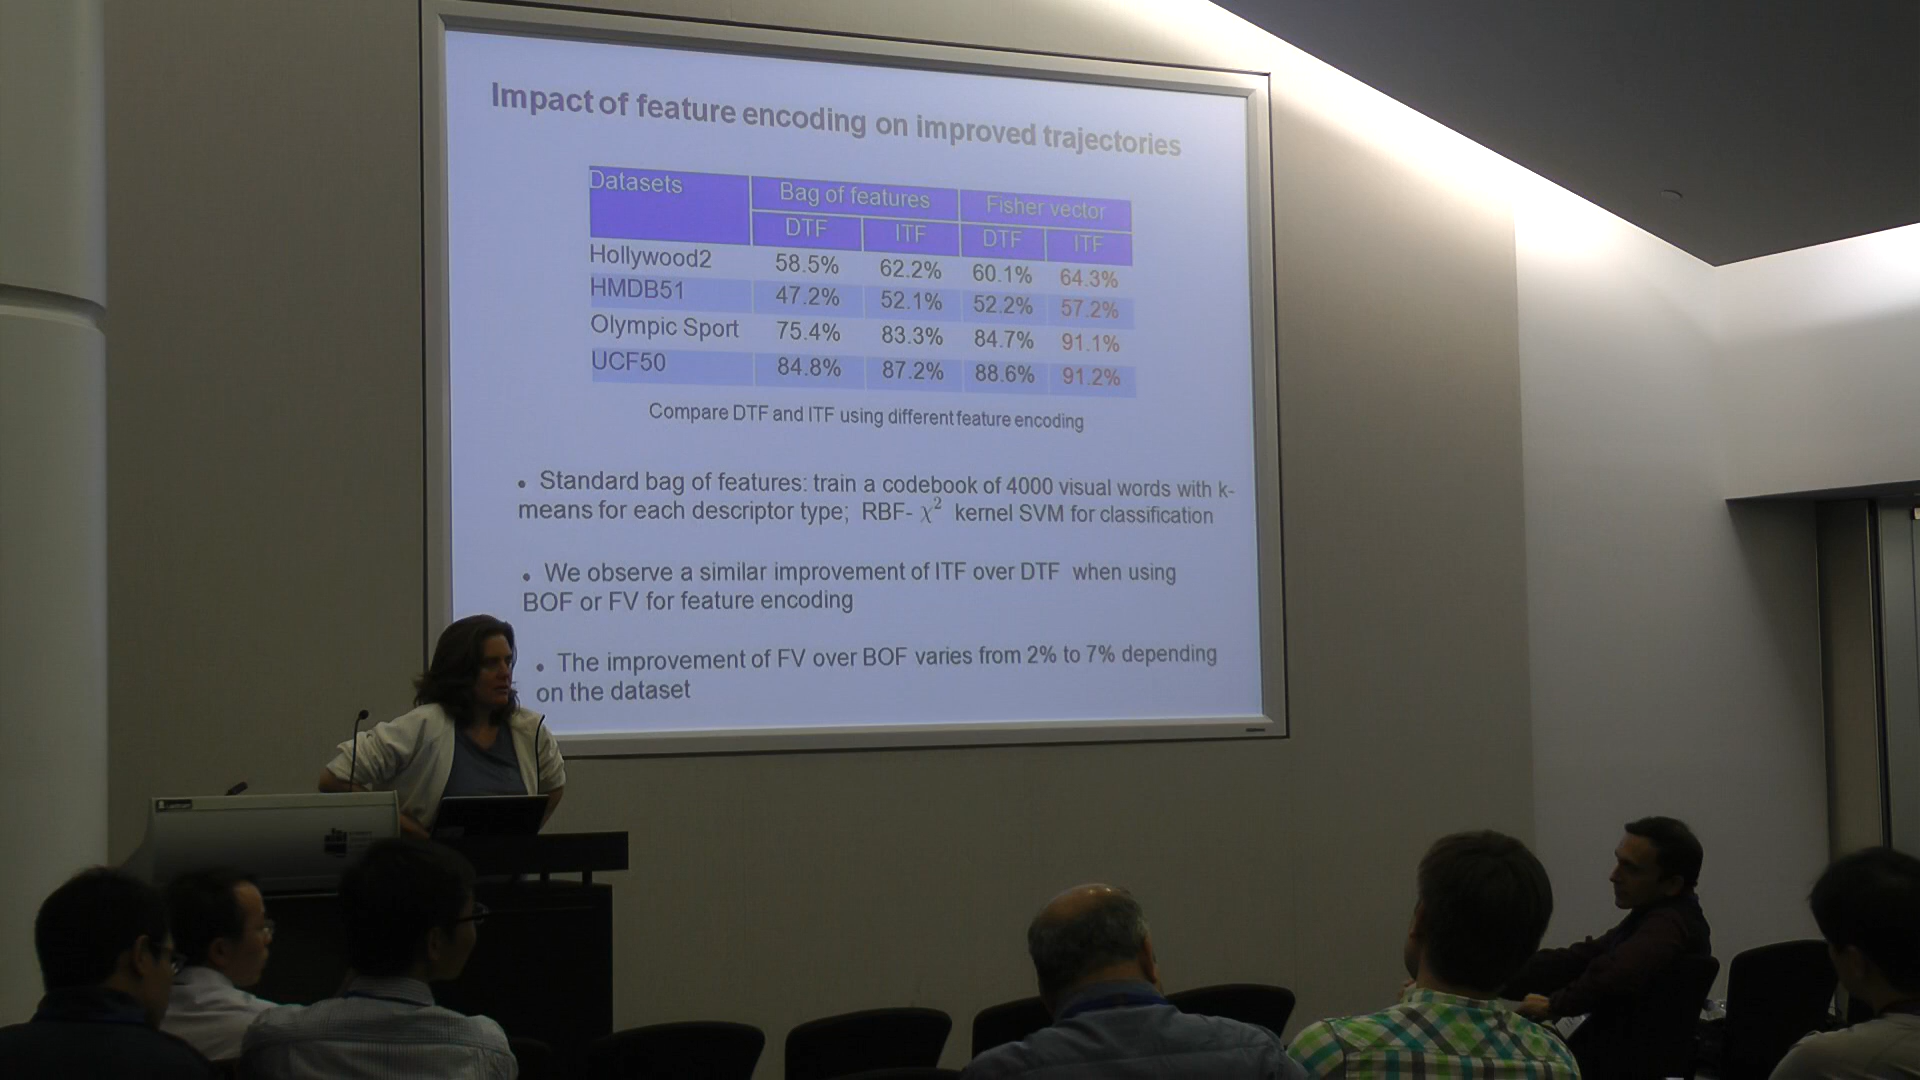 Impact of feature encoding on improved trajectories
Datasets Bag of features Fisher vector
DTF ITF DTF ITF
Hollywood2 58.5% 62.2% 60.1% 64.3%
HMDB51 47.2% 52.1% 52.2% 57.2%
Olympic Sport 75.4% 83.3% 84.7% 91.1%
UCF50 84.8% 87.2% 88.6% 91.2%
Compare DTF and ITF using different feature encoding
• Standard bag of features: train a codebook of 4000 visual words with k-
means for each descriptor type; RBF- χ² kernel SVM for classification
• We observe a similar improvement of ITF over DTF when using
BOF or FV for feature encoding
• The improvement of FV over BOF varies from 2% to 7% depending
on the dataset